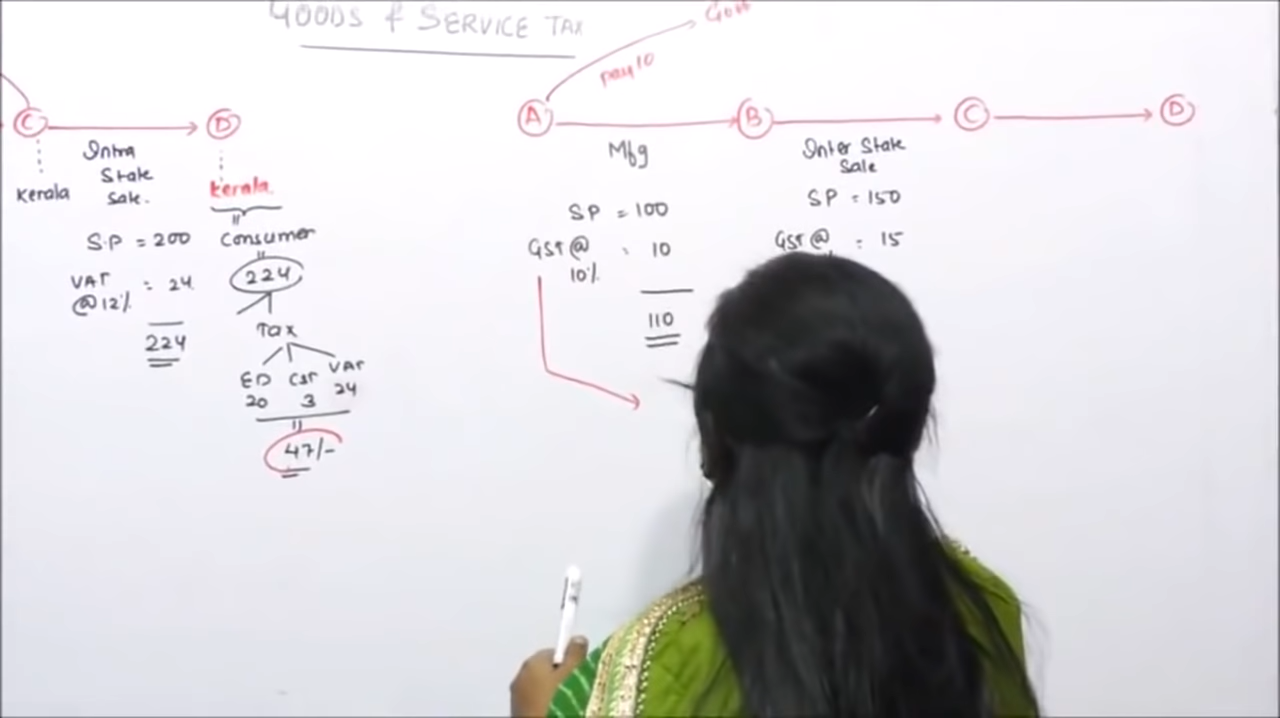 GOODS & SERVICE TAX
Govt
pay 10
C
D
A
B
C
D
Intra
State
Sale.
Kerala
Kerala.
S.P = 200
VAT = 24
@12%
224
Consumer
224
Tax
ED CST VAT
20 3 24
47/-
Mfg
SP = 100
GST @ : 10
10%
110
Inter State
Sale
SP = 150
GST @ : 15